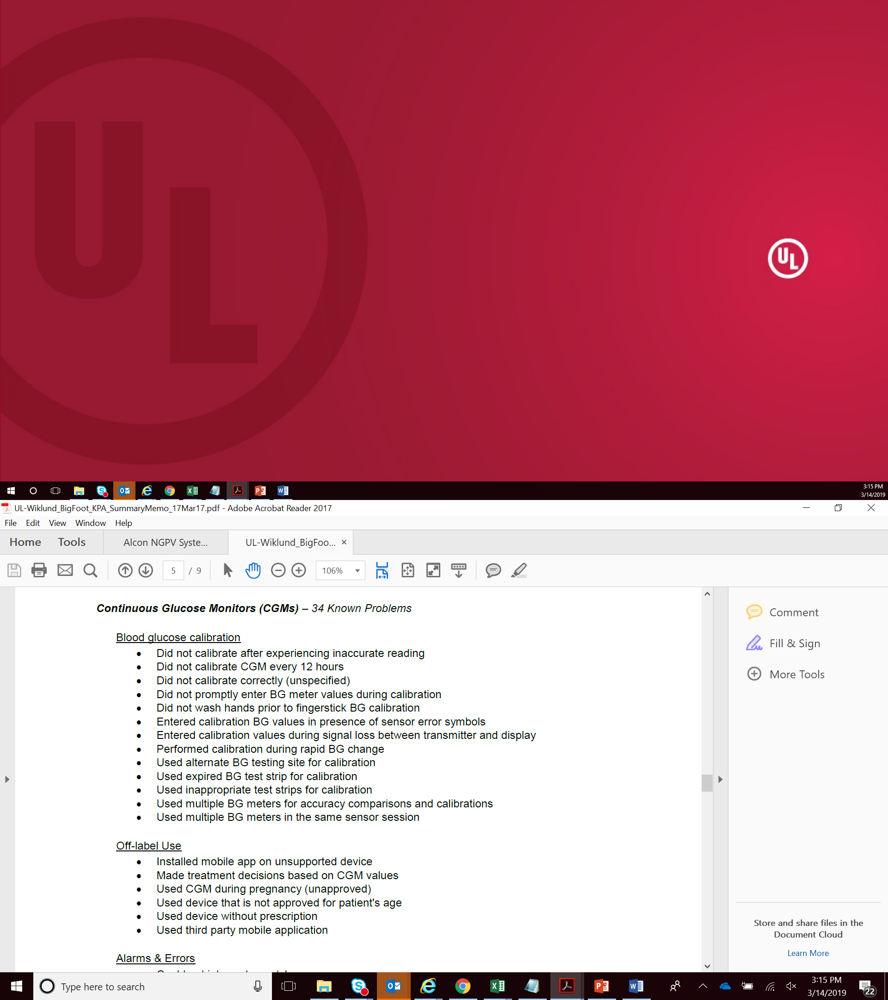 UL
UL
3:15 PM
3/14/2019
UL-Wiklund_BigFoot_KPA_SummaryMemo_17Mar17.pdf - Adobe Acrobat Reader 2017
File Edit View Window Help
Home Tools Alcon NGPV Syste... UL-Wiklund_BigFoo... ×
5 / 9 106%
Continuous Glucose Monitors (CGMs) – 34 Known Problems
Blood glucose calibration
• Did not calibrate after experiencing inaccurate reading
• Did not calibrate CGM every 12 hours
• Did not calibrate correctly (unspecified)
• Did not promptly enter BG meter values during calibration
• Did not wash hands prior to fingerstick BG calibration
• Entered calibration BG values in presence of sensor error symbols
• Entered calibration values during signal loss between transmitter and display
• Performed calibration during rapid BG change
• Used alternate BG testing site for calibration
• Used expired BG test strip for calibration
• Used inappropriate test strips for calibration
• Used multiple BG meters for accuracy comparisons and calibrations
• Used multiple BG meters in the same sensor session
Off-label Use
• Installed mobile app on unsupported device
• Made treatment decisions based on CGM values
• Used CGM during pregnancy (unapproved)
• Used device that is not approved for patient's age
• Used device without prescription
• Used third party mobile application
Alarms & Errors
Comment
Fill & Sign
More Tools
Store and share files in the
Document Cloud
Learn More
Type here to search
3:15 PM
3/14/2019
22